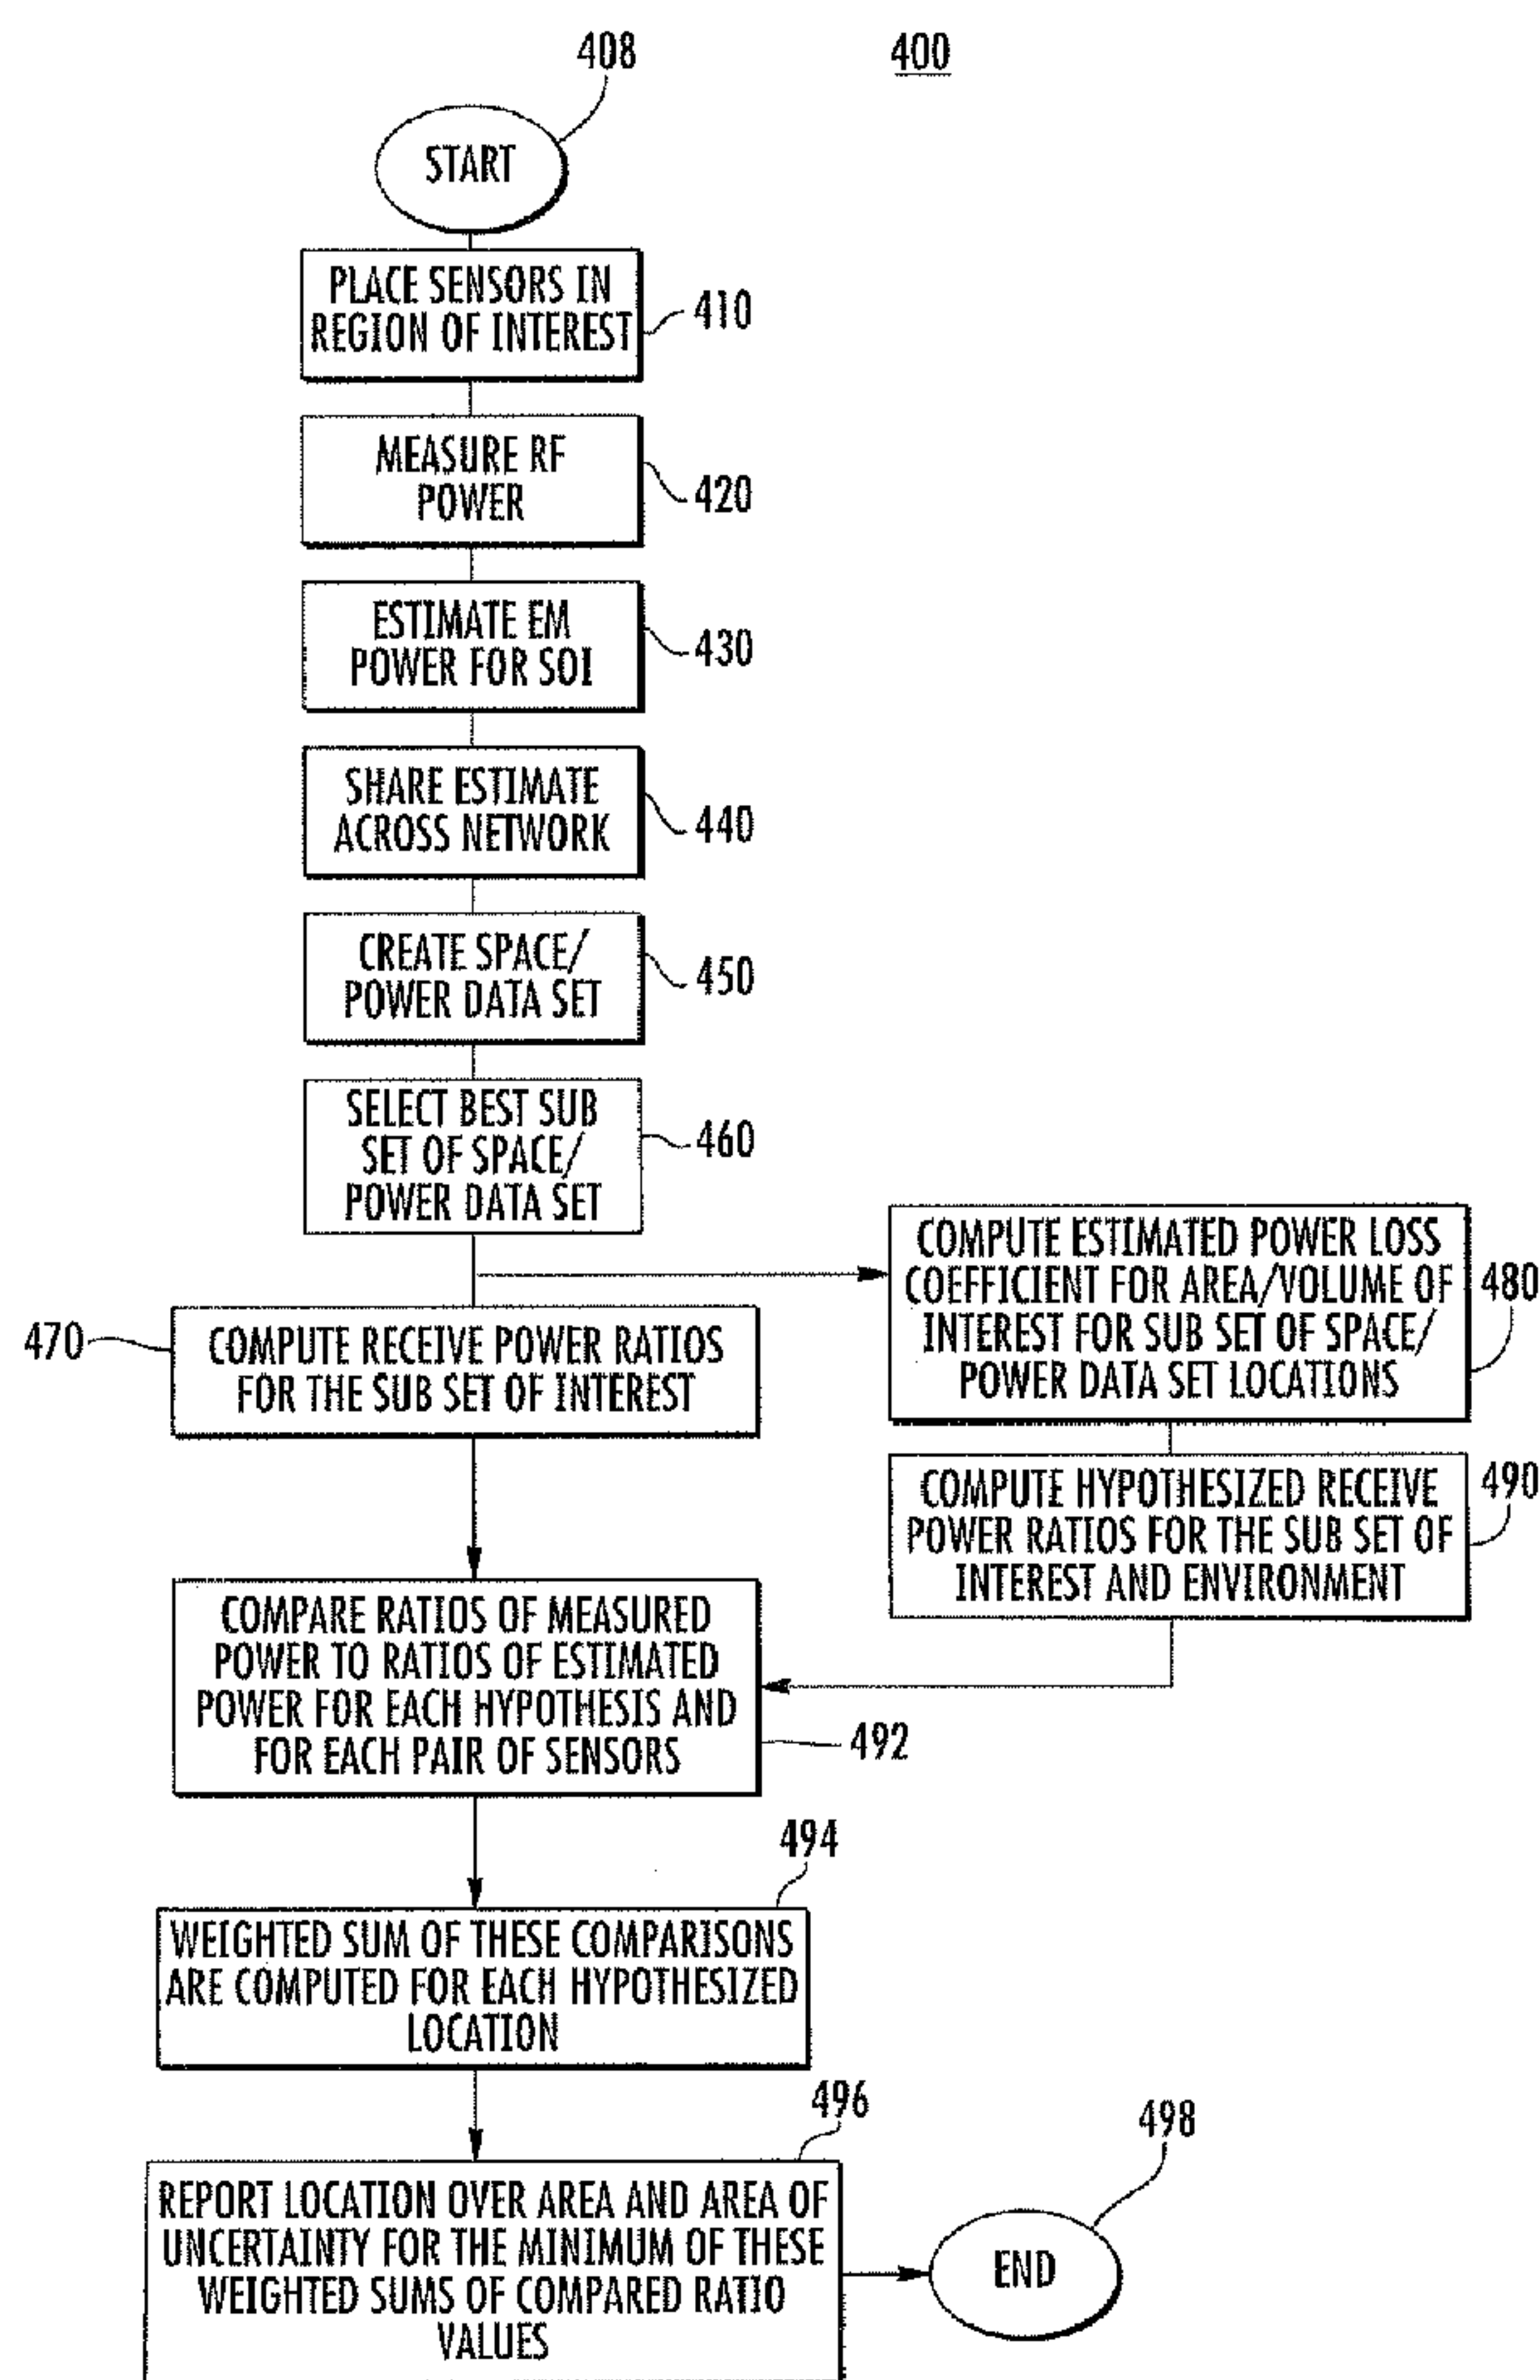 408
400
START
PLACE SENSORS IN
REGION OF INTEREST
410
MEASURE RF
POWER
420
ESTIMATE EM
POWER FOR SOI
430
SHARE ESTIMATE
ACROSS NETWORK
440
CREATE SPACE/
POWER DATA SET
450
SELECT BEST SUB
SET OF SPACE/
POWER DATA SET
460
470
COMPUTE RECEIVE POWER RATIOS
FOR THE SUB SET OF INTEREST
COMPUTE ESTIMATED POWER LOSS
COEFFICIENT FOR AREA/VOLUME OF
INTEREST FOR SUB SET OF SPACE/
POWER DATA SET LOCATIONS
480
COMPUTE HYPOTHESIZED RECEIVE
POWER RATIOS FOR THE SUB SET OF
INTEREST AND ENVIRONMENT
490
COMPARE RATIOS OF MEASURED
POWER TO RATIOS OF ESTIMATED
POWER FOR EACH HYPOTHESIS AND
FOR EACH PAIR OF SENSORS
492
494
WEIGHTED SUM OF THESE COMPARISONS
ARE COMPUTED FOR EACH HYPOTHESIZED
LOCATION
496
REPORT LOCATION OVER AREA AND AREA OF
UNCERTAINTY FOR THE MINIMUM OF THESE
WEIGHTED SUMS OF COMPARED RATIO
VALUES
498
END